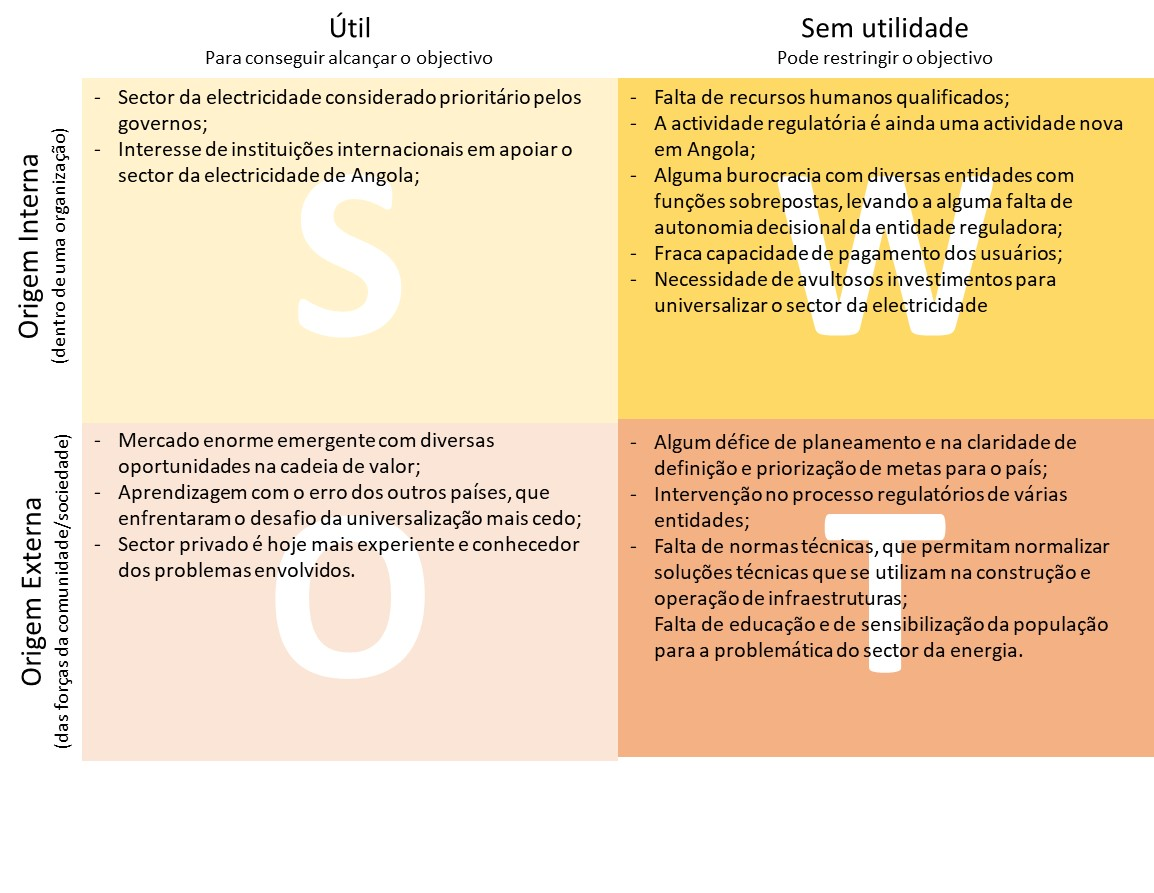 Útil
Para conseguir alcançar o objectivo
Sem utilidade
Pode restringir o objectivo
Origem Interna
(dentro de uma organização)
- Sector da electricidade considerado prioritário pelos
governos;
- Interesse de instituições internacionais em apoiar o
sector da electricidade de Angola;
S
- Falta de recursos humanos qualificados;
- A actividade regulatória é ainda uma actividade nova
em Angola;
- Alguma burocracia com diversas entidades com
funções sobrepostas, levando a alguma falta de
autonomia decisional da entidade reguladora;
- Fraca capacidade de pagamento dos usuários;
- Necessidade de avultosos investimentos para
universalizar o sector da electricidade
W
Origem Externa
(das forças da comunidade/sociedade)
- Mercado enorme emergente com diversas
oportunidades na cadeia de valor;
- Aprendizagem com o erro dos outros países, que
enfrentaram o desafio da universalização mais cedo;
- Sector privado é hoje mais experiente e conhecedor
dos problemas envolvidos.
O
- Algum défice de planeamento e na claridade de
definição e priorização de metas para o país;
- Intervenção no processo regulatórios de várias
entidades;
- Falta de normas técnicas, que permitam normalizar
soluções técnicas que se utilizam na construção e
operação de infraestruturas;
Falta de educação e de sensibilização da população
para a problemática do sector da energia.
T